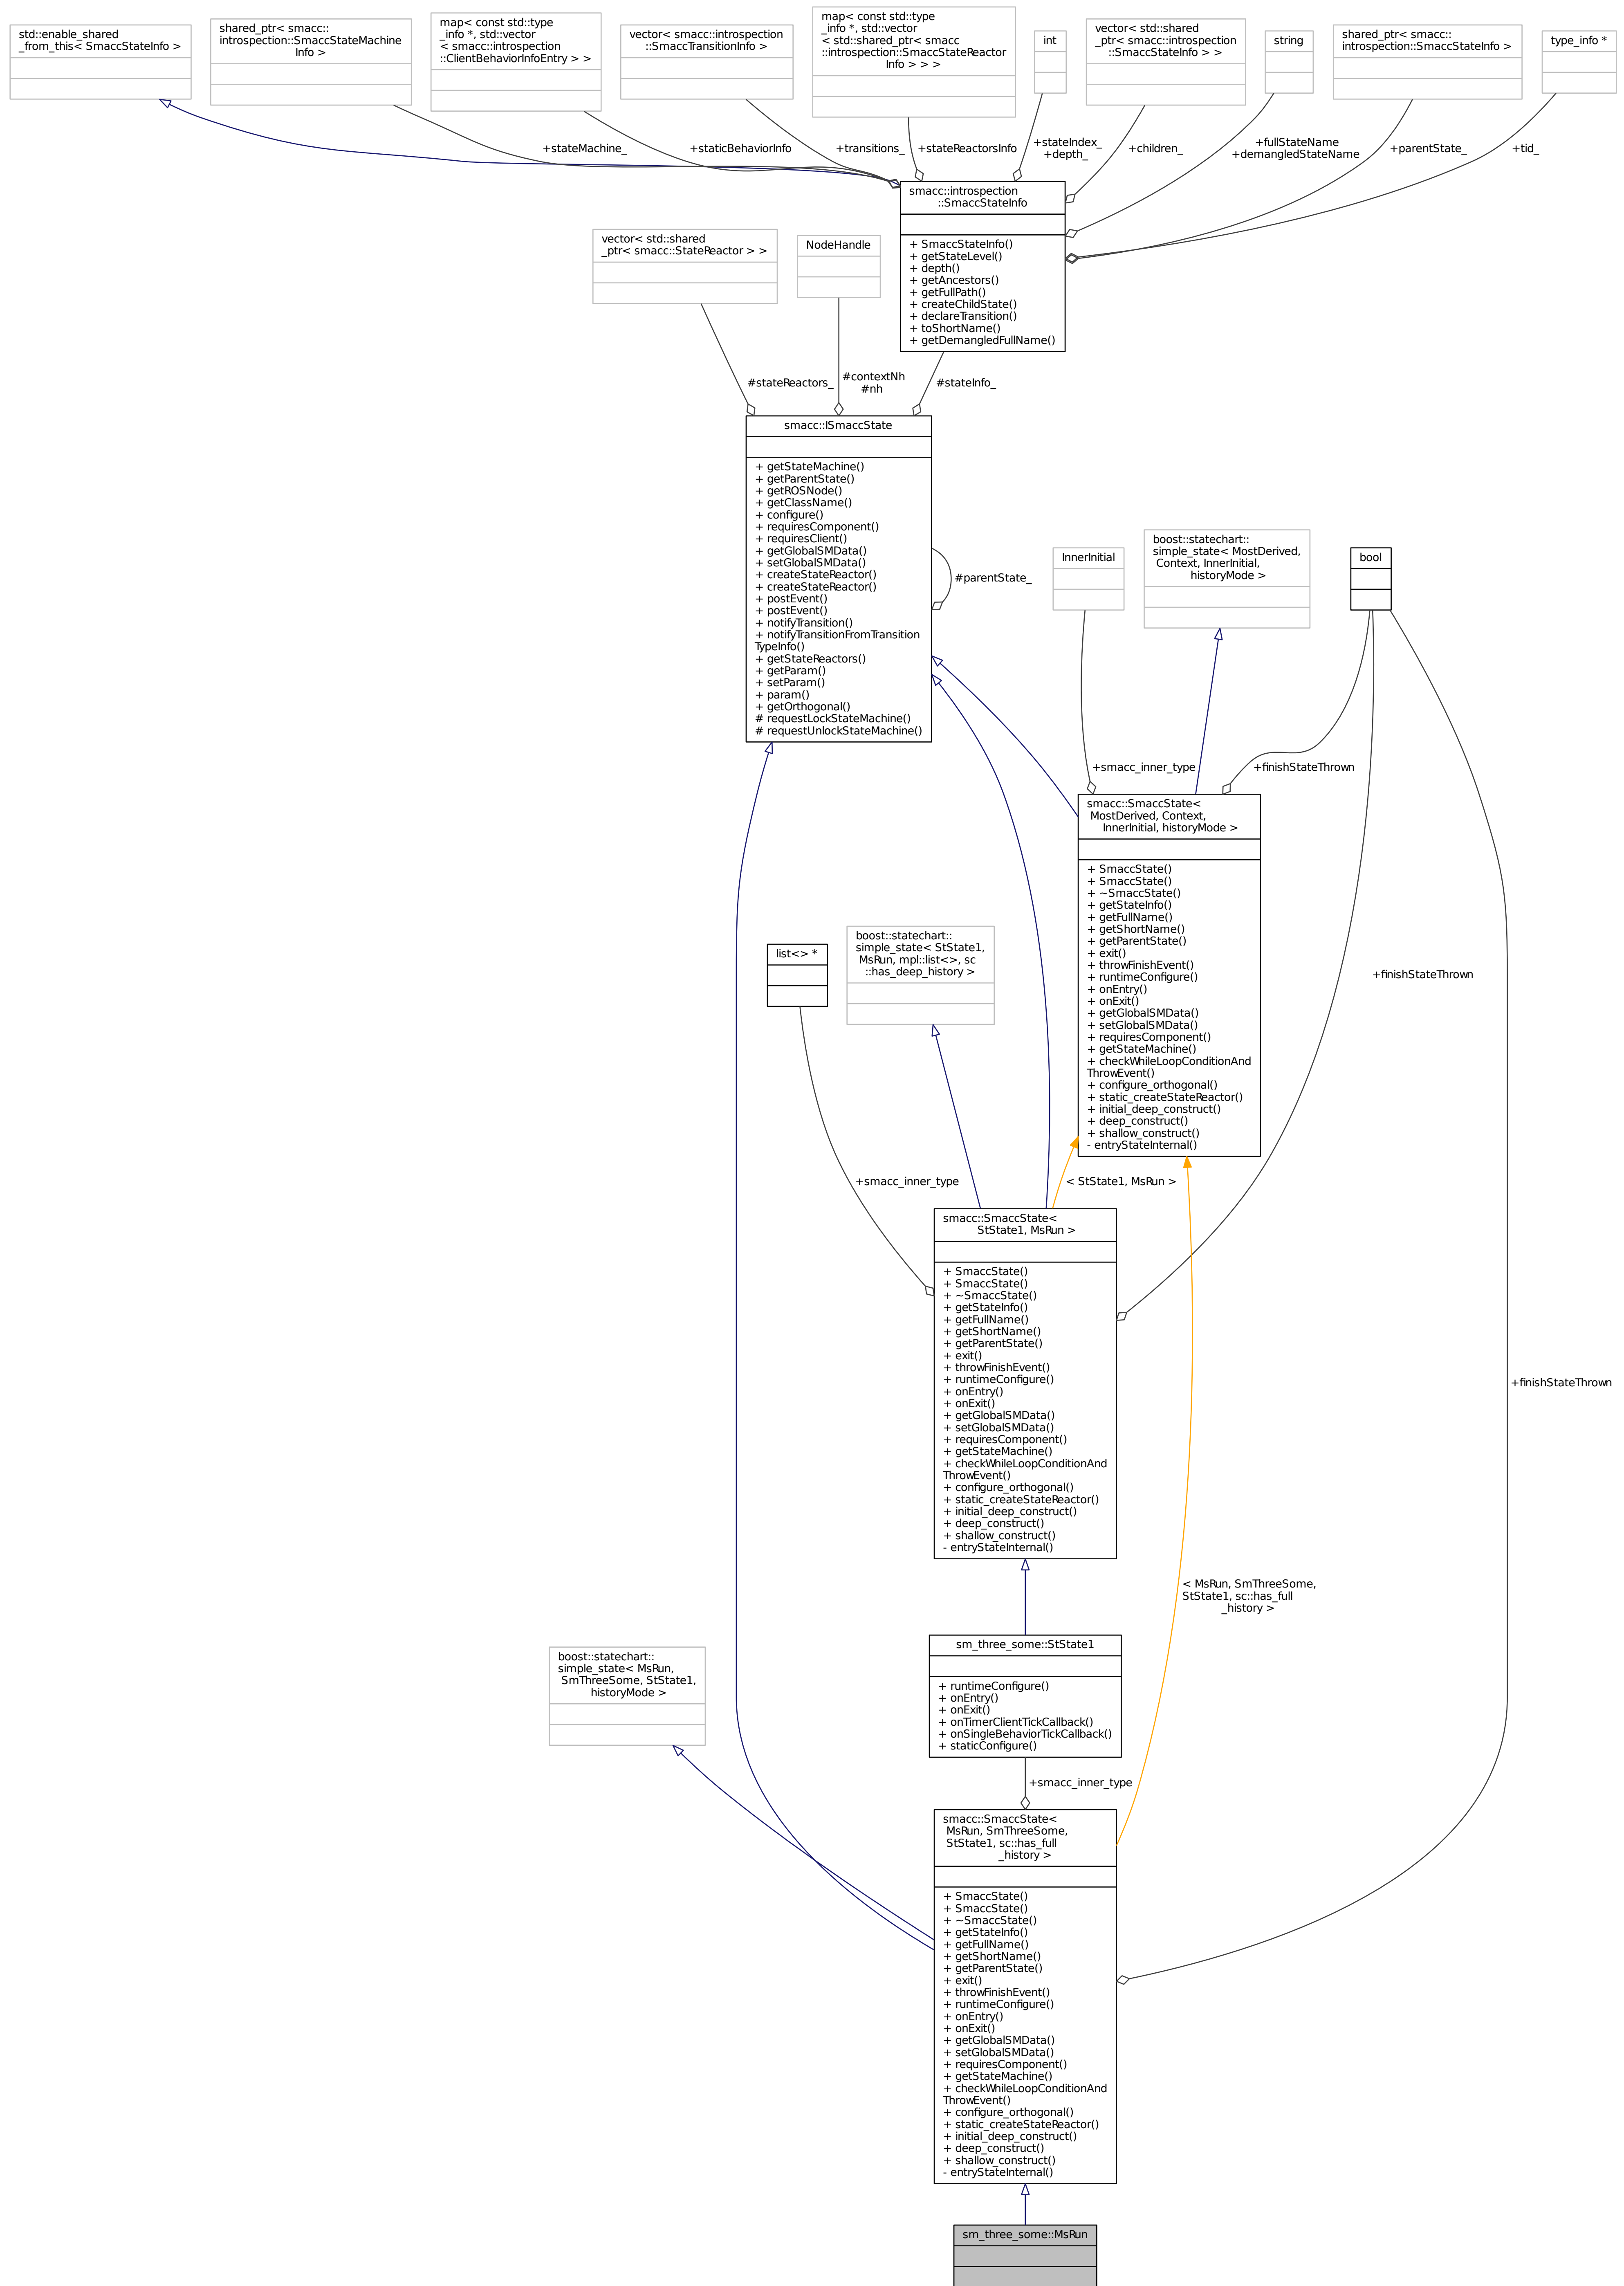 std::enable_shared
_from_this< SmaccStateInfo >
shared_ptr< smacc::
introspection::SmaccStateMachine
Info >
map< const std::type
_info *, std::vector
< smacc::introspection
::ClientBehaviorInfoEntry > >
vector< smacc::introspection
::SmaccTransitionInfo >
map< const std::type
_info *, std::vector
< std::shared_ptr< smacc
::introspection::SmaccStateReactor
Info > > >
int
vector< std::shared
_ptr< smacc::introspection
::SmaccStateInfo > >
string
shared_ptr< smacc::
introspection::SmaccStateInfo >
type_info *
+stateMachine_
+staticBehaviorInfo
+transitions_
+stateReactorsInfo
+stateIndex_
+depth_
+children_
+fullStateName
+demangledStateName
+parentState_
+tid_
smacc::introspection
::SmaccStateInfo
+ SmaccStateInfo()
+ getStateLevel()
+ depth()
+ getAncestors()
+ getFullPath()
+ createChildState()
+ declareTransition()
+ toShortName()
+ getDemangledFullName()
vector< std::shared
_ptr< smacc::StateReactor > >
NodeHandle
#stateReactors_
#contextNh
#nh
#stateInfo_
smacc::ISmaccState
+ getStateMachine()
+ getParentState()
+ getROSNode()
+ getClassName()
+ configure()
+ requiresComponent()
+ requiresClient()
+ getGlobalSMData()
+ setGlobalSMData()
+ createStateReactor()
+ createStateReactor()
+ postEvent()
+ postEvent()
+ notifyTransition()
+ notifyTransitionFromTransition
TypeInfo()
+ getStateReactors()
+ getParam()
+ setParam()
+ param()
+ getOrthogonal()
# requestLockStateMachine()
# requestUnlockStateMachine()
#parentState_
InnerInitial
boost::statechart::
simple_state< MostDerived,
Context, InnerInitial,
historyMode >
bool
+smacc_inner_type
+finishStateThrown
smacc::SmaccState<
MostDerived, Context,
InnerInitial, historyMode >
+ SmaccState()
+ SmaccState()
+ ~SmaccState()
+ getStateInfo()
+ getFullName()
+ getShortName()
+ getParentState()
+ exit()
+ throwFinishEvent()
+ runtimeConfigure()
+ onEntry()
+ onExit()
+ getGlobalSMData()
+ setGlobalSMData()
+ requiresComponent()
+ getStateMachine()
+ checkWhileLoopConditionAnd
ThrowEvent()
+ configure_orthogonal()
+ static_createStateReactor()
+ initial_deep_construct()
+ deep_construct()
+ shallow_construct()
- entryStateInternal()
list<> *
boost::statechart::
simple_state< StState1,
MsRun, mpl::list<>, sc
::has_deep_history >
+finishStateThrown
+smacc_inner_type
< StState1, MsRun >
smacc::SmaccState<
StState1, MsRun >
+ SmaccState()
+ SmaccState()
+ ~SmaccState()
+ getStateInfo()
+ getFullName()
+ getShortName()
+ getParentState()
+ exit()
+ throwFinishEvent()
+ runtimeConfigure()
+ onEntry()
+ onExit()
+ getGlobalSMData()
+ setGlobalSMData()
+ requiresComponent()
+ getStateMachine()
+ checkWhileLoopConditionAnd
ThrowEvent()
+ configure_orthogonal()
+ static_createStateReactor()
+ initial_deep_construct()
+ deep_construct()
+ shallow_construct()
- entryStateInternal()
+finishStateThrown
< MsRun, SmThreeSome,
StState1, sc::has_full
_history >
sm_three_some::StState1
+ runtimeConfigure()
+ onEntry()
+ onExit()
+ onTimerClientTickCallback()
+ onSingleBehaviorTickCallback()
+ staticConfigure()
boost::statechart::
simple_state< MsRun,
SmThreeSome, StState1,
historyMode >
+smacc_inner_type
smacc::SmaccState<
MsRun, SmThreeSome,
StState1, sc::has_full
_history >
+ SmaccState()
+ SmaccState()
+ ~SmaccState()
+ getStateInfo()
+ getFullName()
+ getShortName()
+ getParentState()
+ exit()
+ throwFinishEvent()
+ runtimeConfigure()
+ onEntry()
+ onExit()
+ getGlobalSMData()
+ setGlobalSMData()
+ requiresComponent()
+ getStateMachine()
+ checkWhileLoopConditionAnd
ThrowEvent()
+ configure_orthogonal()
+ static_createStateReactor()
+ initial_deep_construct()
+ deep_construct()
+ shallow_construct()
- entryStateInternal()
sm_three_some::MsRun